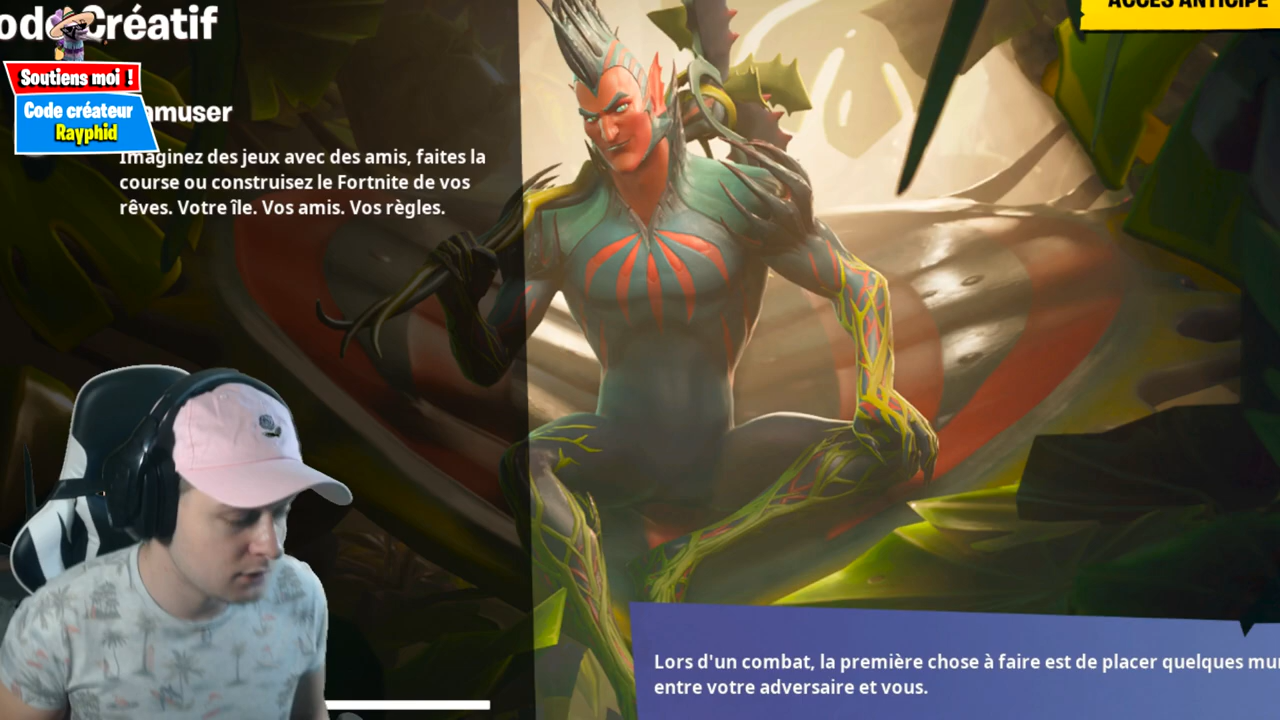 ode Créatif
ACCÈS ANTICIPÉ
Soutiens moi !
Code créateur
Rayphid
amuser
Imaginez des jeux avec des amis, faites la
course ou construisez le Fortnite de vos
rêves. Votre île. Vos amis. Vos règles.
Lors d'un combat, la première chose à faire est de placer quelques mur
entre votre adversaire et vous.